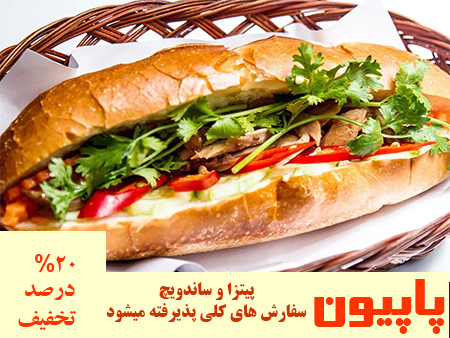 پاپیون
پیتزا و ساندویچ
سفارش های کلی پذیرفته میشود
%۲۰
درصد
تخفیف